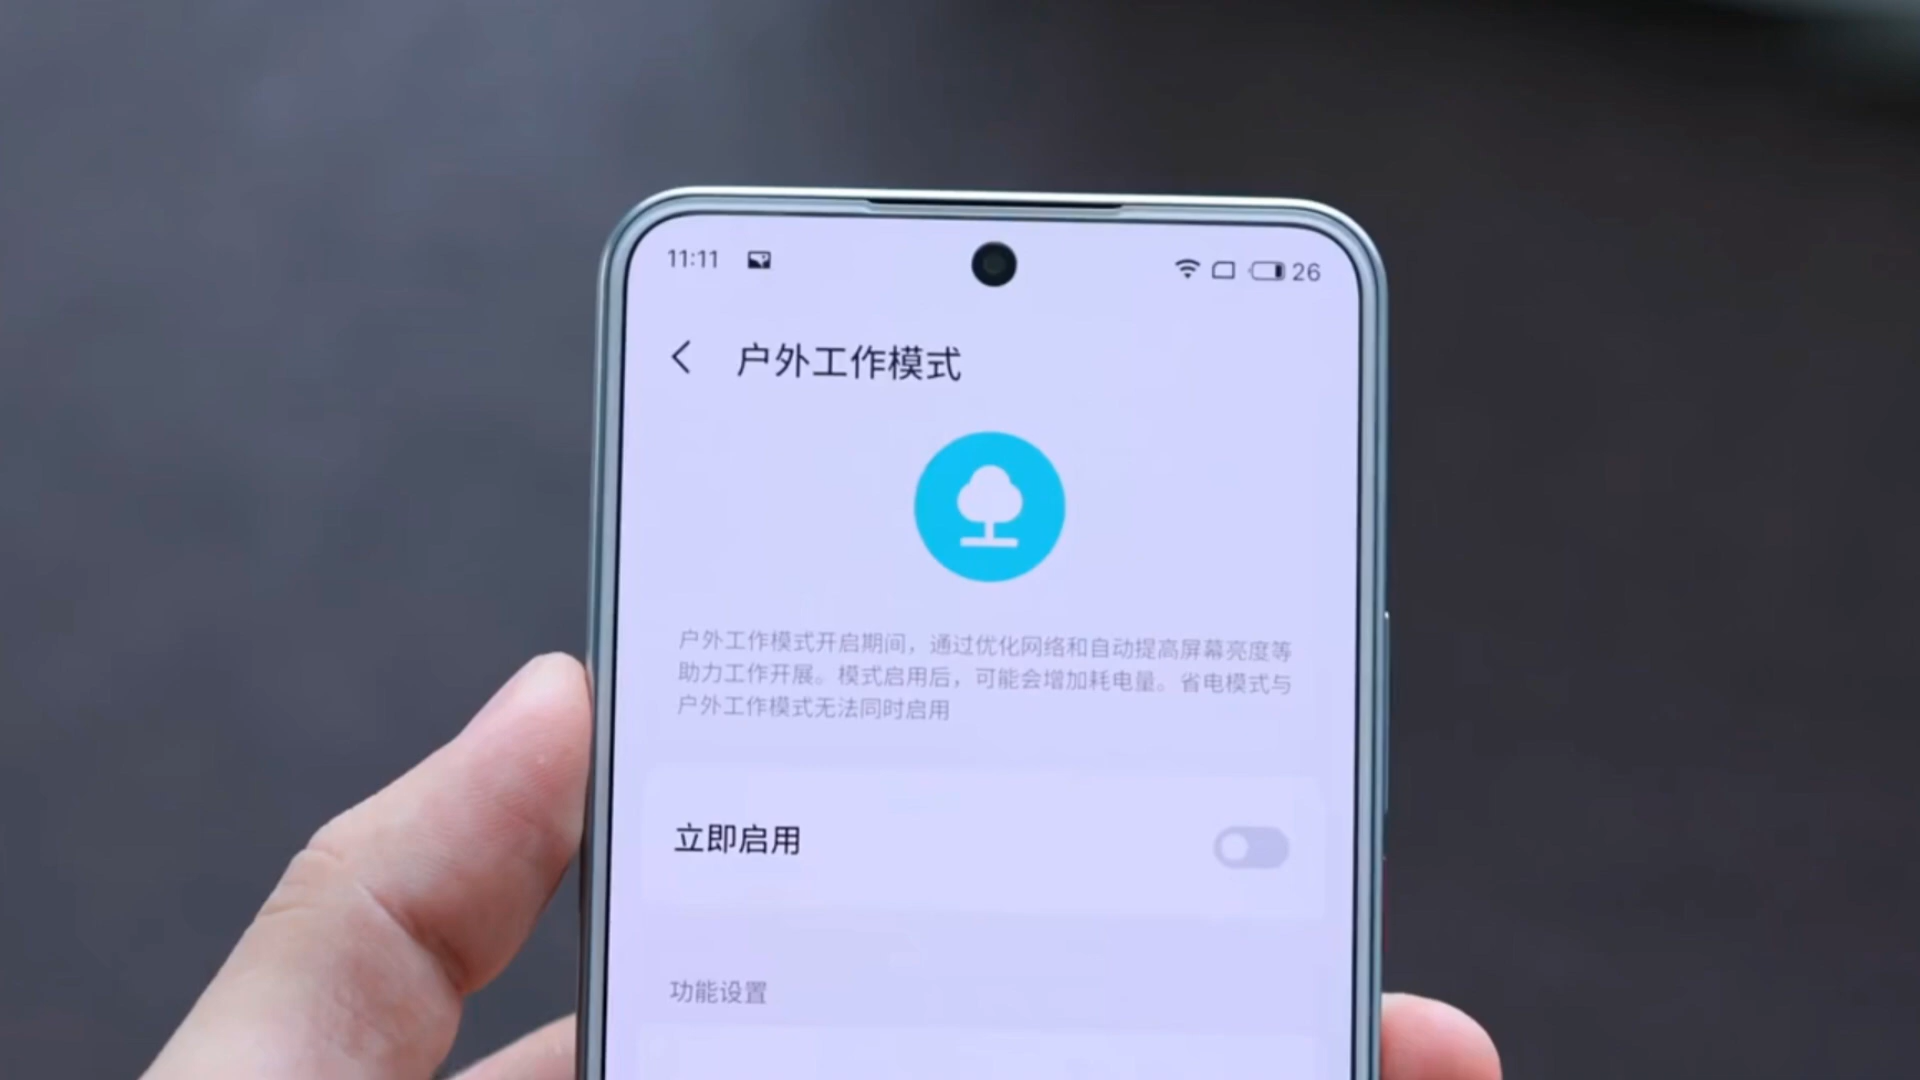 11:11
26
户外工作模式
户外工作模式开启期间，通过优化网络和自动提高屏幕亮度等
助力工作开展。模式启用后，可能会增加耗电量。省电模式与
户外工作模式无法同时启用
立即启用
功能设置